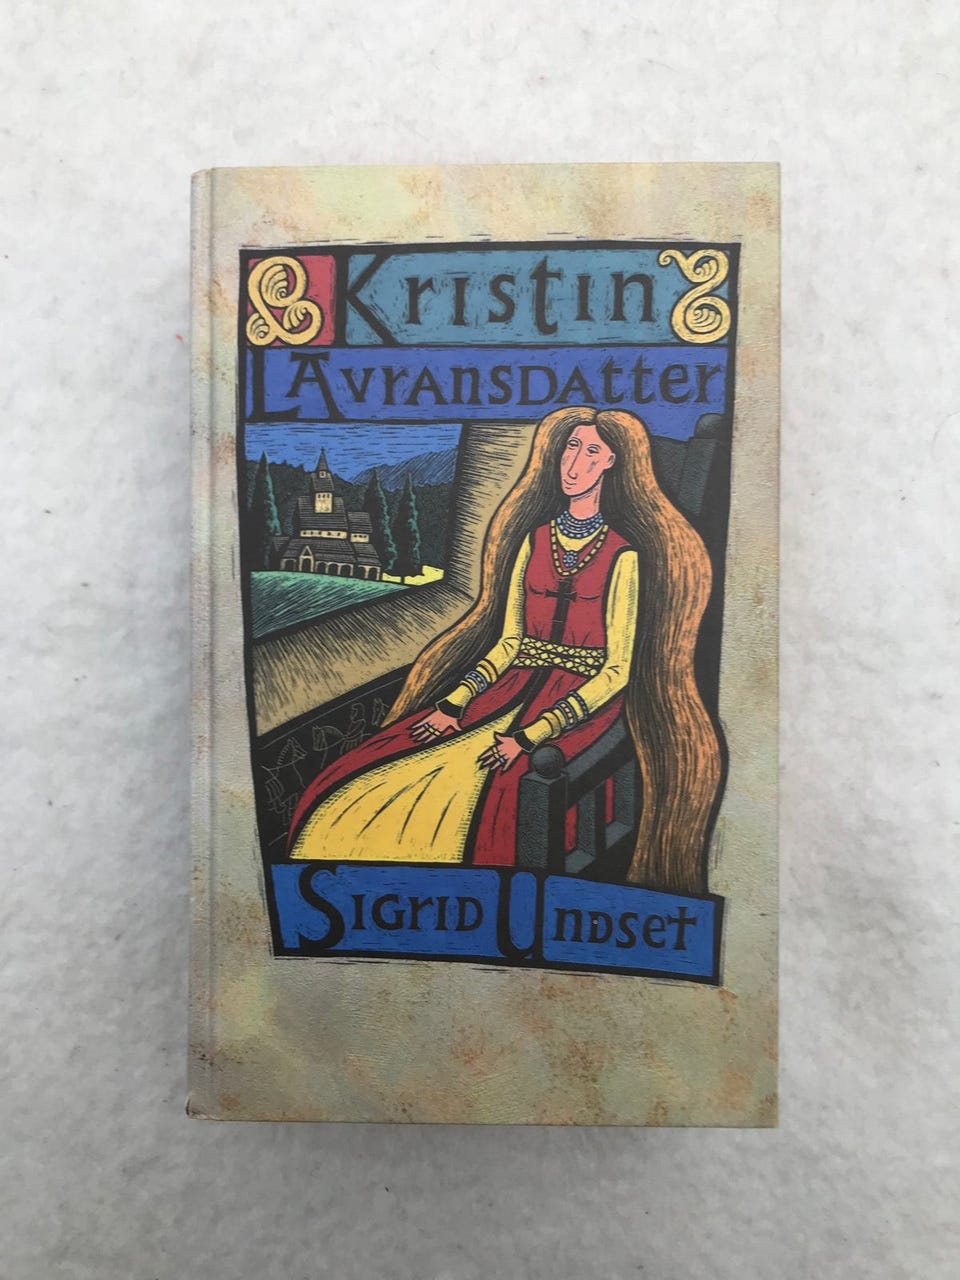 Kristin
Lavransdatter
Sigrid Undset